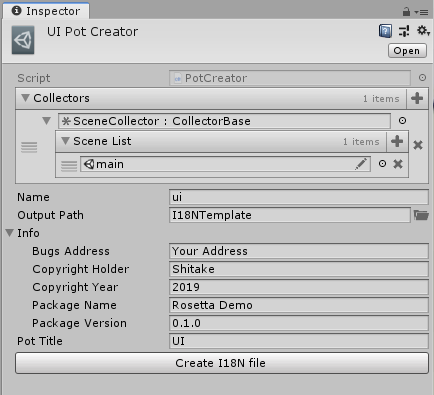 Inspector
UI Pot Creator
Open
Script PotCreator
Collectors 1 items
SceneCollector : CollectorBase
Scene List 1 items
main
Name ui
Output Path I18NTemplate
Info
Bugs Address Your Address
Copyright Holder Shitake
Copyright Year 2019
Package Name Rosetta Demo
Package Version 0.1.0
Pot Title UI
Create I18N file